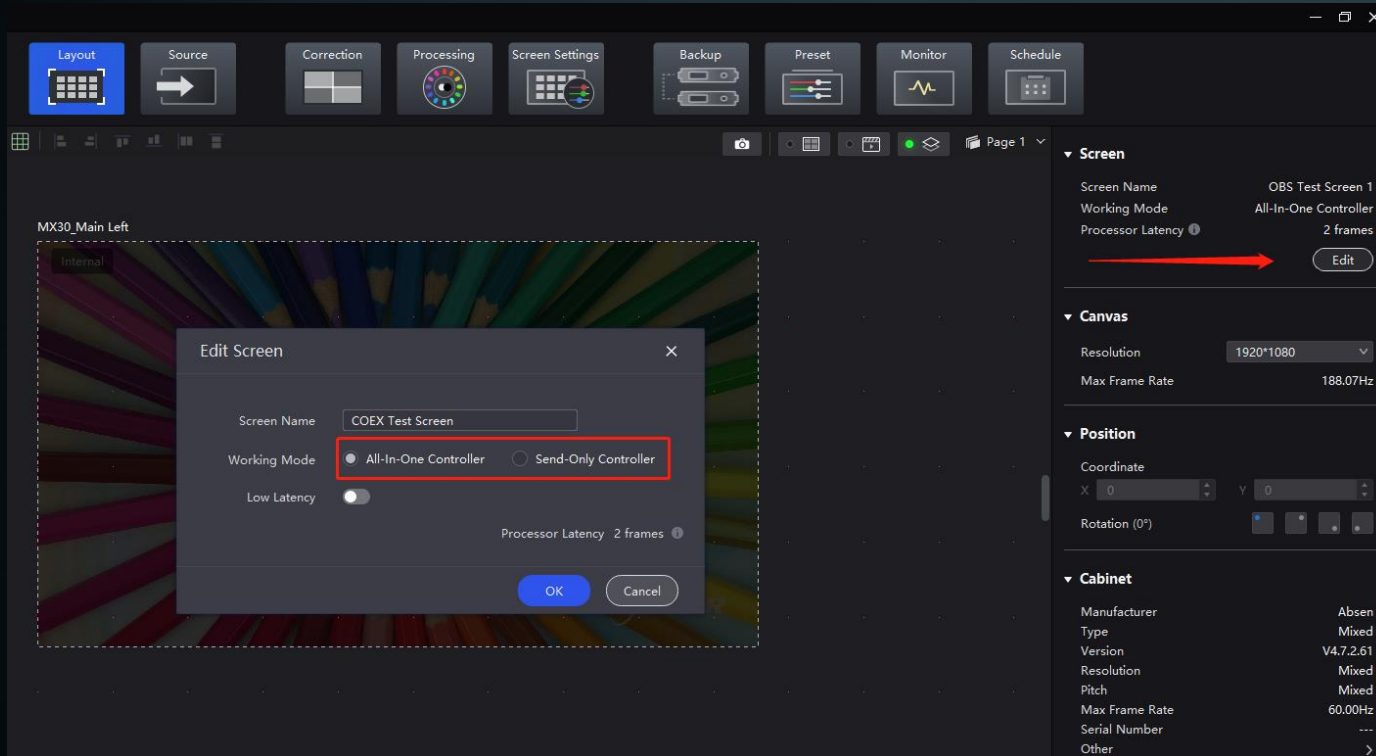 Layout
Source
Correction
Processing
Screen Settings
Backup
Preset
Monitor
Schedule
Page 1
MX30_Main Left
Internal
Edit Screen
Screen Name COEX Test Screen
Working Mode All-In-One Controller Send-Only Controller
Low Latency
Processor Latency 2 frames
OK Cancel
Screen
Screen Name OBS Test Screen 1
Working Mode All-In-One Controller
Processor Latency 2 frames
Edit
Canvas
Resolution 1920*1080
Max Frame Rate 188.07Hz
Position
Coordinate
X 0 Y 0
Rotation (0°)
Cabinet
Manufacturer Absen
Type Mixed
Version V4.7.2.61
Resolution Mixed
Pitch Mixed
Max Frame Rate 60.00Hz
Serial Number ---
Other